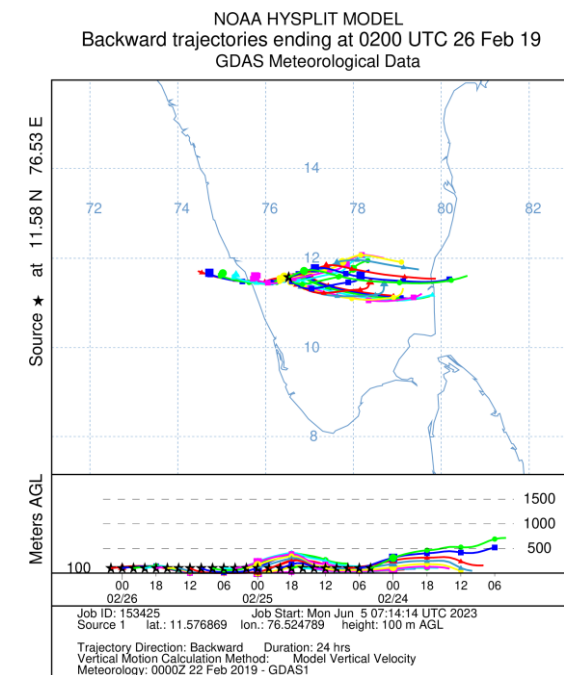 NOAA HYSPLIT MODEL
Backward trajectories ending at 0200 UTC 26 Feb 19
GDAS Meteorological Data
Source ★ at 11.58 N 76.53 E
14
72 74 76 78 80 82
12
10
8
Meters AGL
1500
1000
500
100
00 18 12 06 00 18 12 06 00 18 12 06
02/26 02/25 02/24
Job ID: 153425 Job Start: Mon Jun 5 07:14:14 UTC 2023
Source 1 lat.: 11.576869 lon.: 76.524789 height: 100 m AGL
Trajectory Direction: Backward Duration: 24 hrs
Vertical Motion Calculation Method: Model Vertical Velocity
Meteorology: 0000Z 22 Feb 2019 - GDAS1